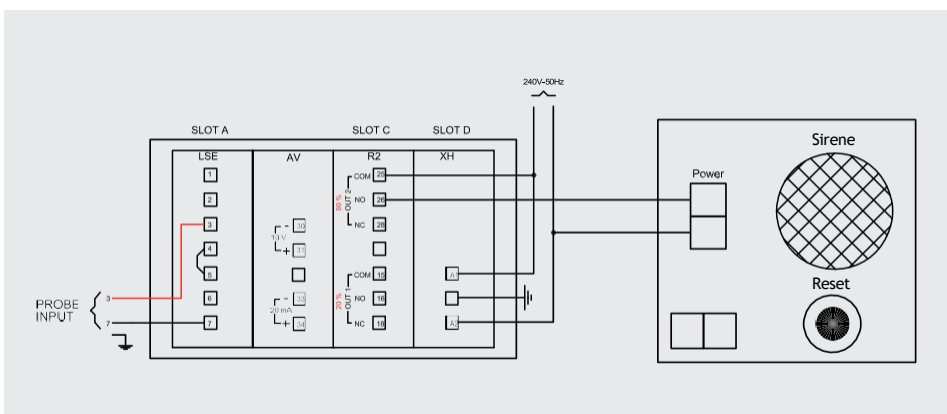 240V-50Hz
SLOT A
SLOT C
SLOT D
LSE
AV
R2
XH
1
2
3
4
5
6
7
30
-
10 V
+
31
33
-
20 mA
+
34
COM
25
90 %
OUT 2
NO
26
NC
28
COM
15
20 %
OUT 1
NO
16
NC
18
A1
A2
PROBE
INPUT
3
7
Sirene
Power
Reset